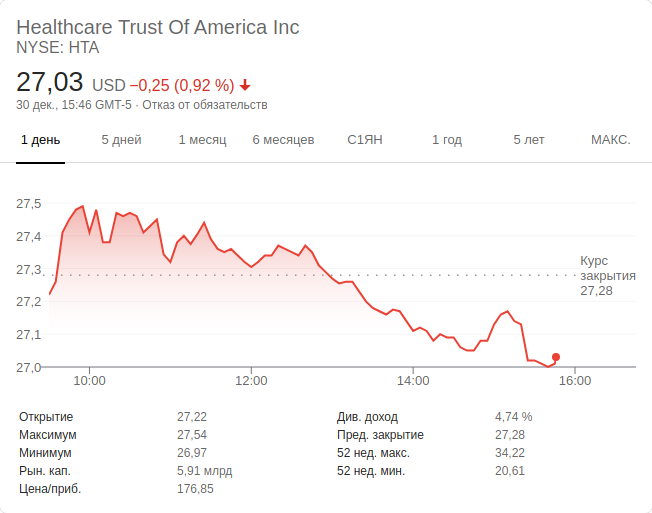 Healthcare Trust Of America Inc
NYSE: HTA
27,03 USD −0,25 (0,92 %)
30 дек., 15:46 GMT-5 · Отказ от обязательств
1 день 5 дней 1 месяц 6 месяцев С1ЯН 1 год 5 лет МАКС.
27,5
27,4
27,3
27,2
27,1
27,0
Курс
закрытия
27,28
10:00 12:00 14:00 16:00
Открытие 27,22 Див. доход 4,74 %
Максимум 27,54 Пред. закрытие 27,28
Минимум 26,97 52 нед. макс. 34,22
Рын. кап. 5,91 млрд 52 нед. мин. 20,61
Цена/приб. 176,85